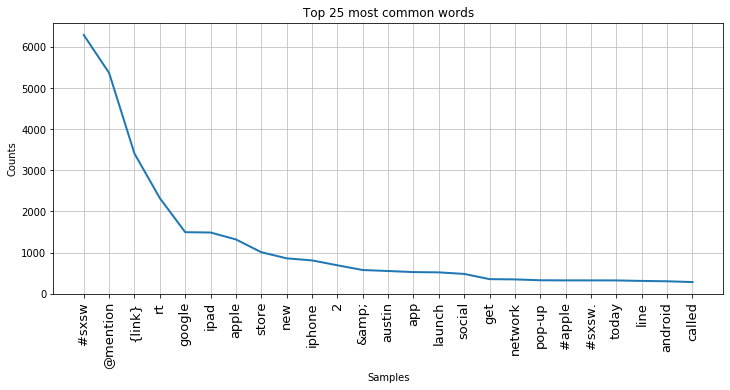 Top 25 most common words
Counts
6000
5000
4000
3000
2000
1000
0
#sxsw
@mention
{link}
rt
google
ipad
apple
store
new
iphone
2
&amp;
austin
app
launch
social
get
network
pop-up
#apple
#sxsw.
today
line
android
called
Samples